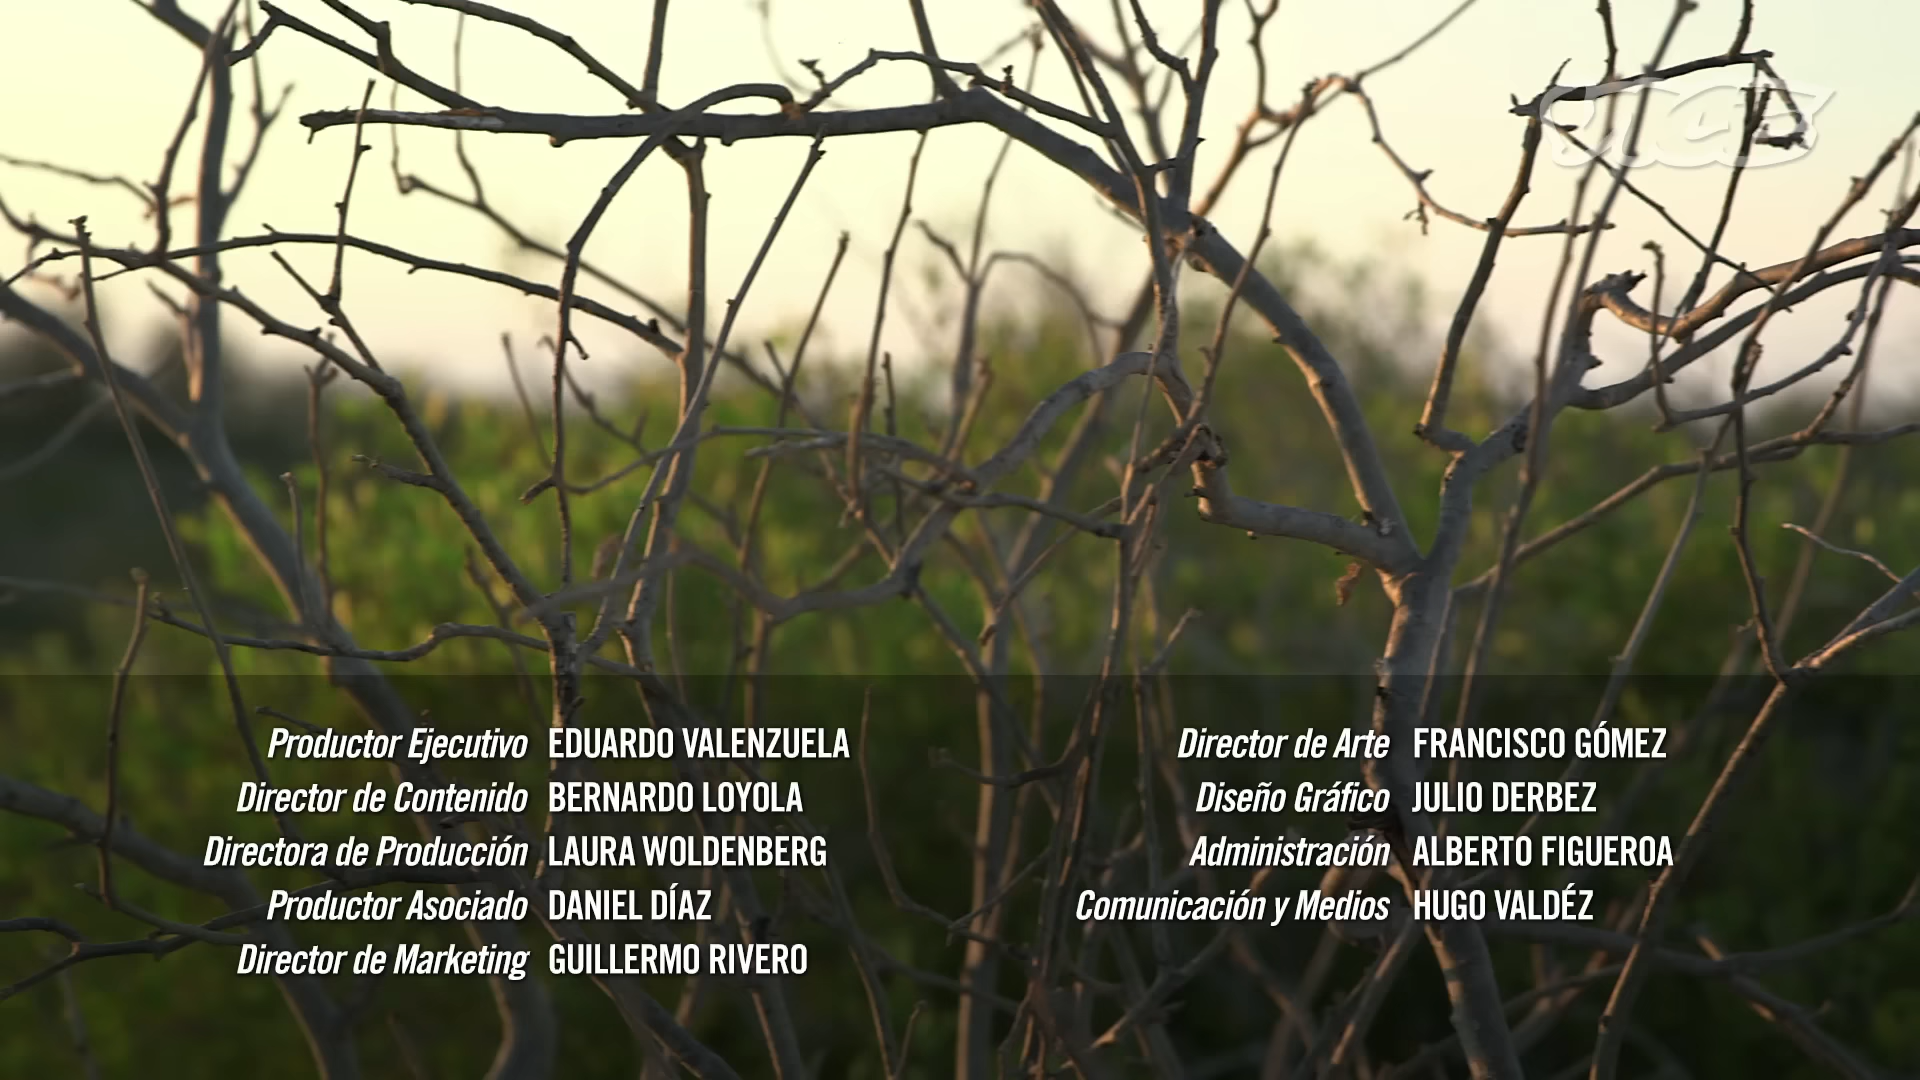 VICE
Productor Ejecutivo EDUARDO VALENZUELA
Director de Contenido BERNARDO LOYOLA
Directora de Producción LAURA WOLDENBERG
Productor Asociado DANIEL DÍAZ
Director de Marketing GUILLERMO RIVERO
Director de Arte FRANCISCO GÓMEZ
Diseño Gráfico JULIO DERBEZ
Administración ALBERTO FIGUEROA
Comunicación y Medios HUGO VALDÉZ